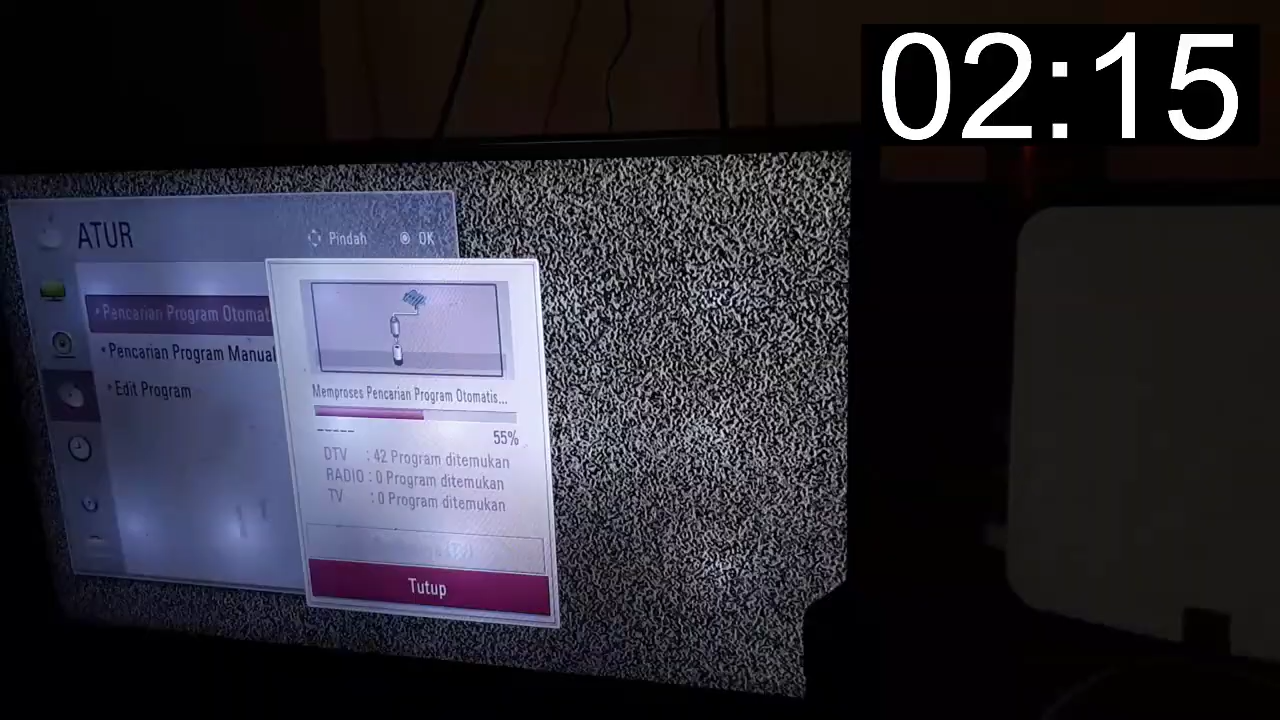 02:15
ATUR
Pindah
OK
Pencarian Program Otomat
Pencarian Program Manual
Edit Program
Memproses Pencarian Program Otomatis...
-----
55%
DTV : 42 Program ditemukan
RADIO : 0 Program ditemukan
TV : 0 Program ditemukan
Tutup